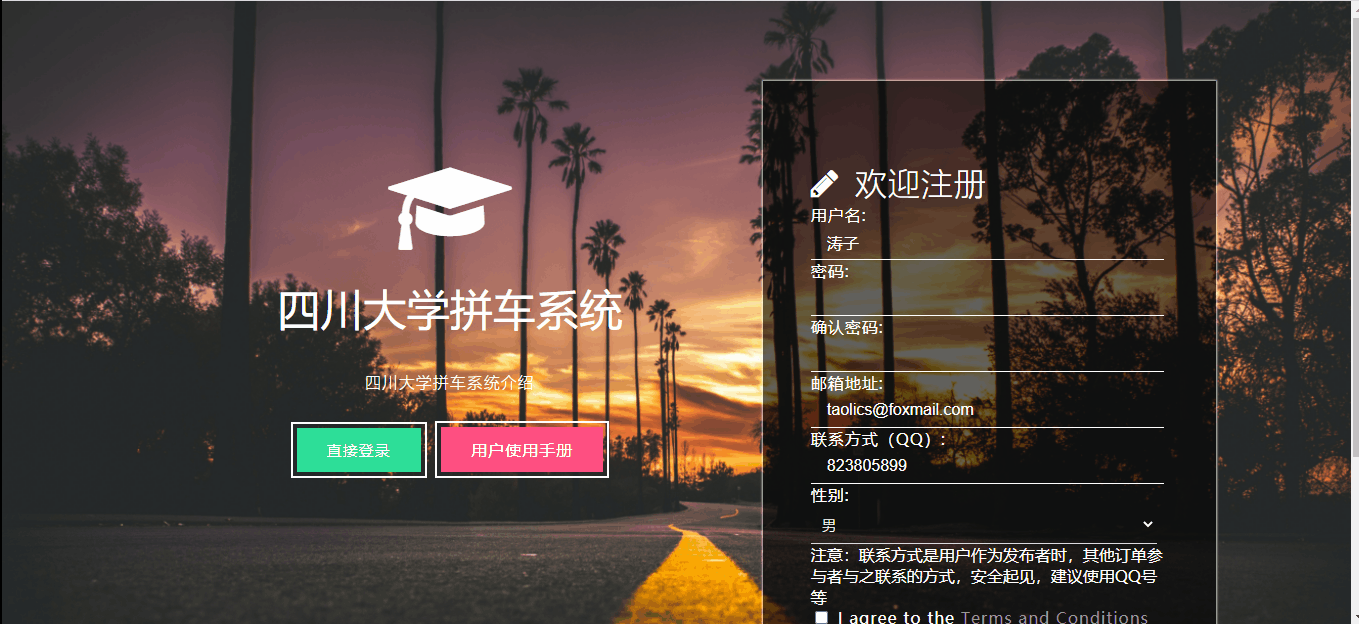 四川大学拼车系统
四川大学拼车系统介绍
直接登录
用户使用手册
欢迎注册
用户名:
涛子
密码:
确认密码:
邮箱地址:
taolics@foxmail.com
联系方式（QQ）:
823805899
性别:
男
注意：联系方式是用户作为发布者时，其他订单参
与者与之联系的方式，安全起见，建议使用QQ号
等
I agree to the Terms and Conditions